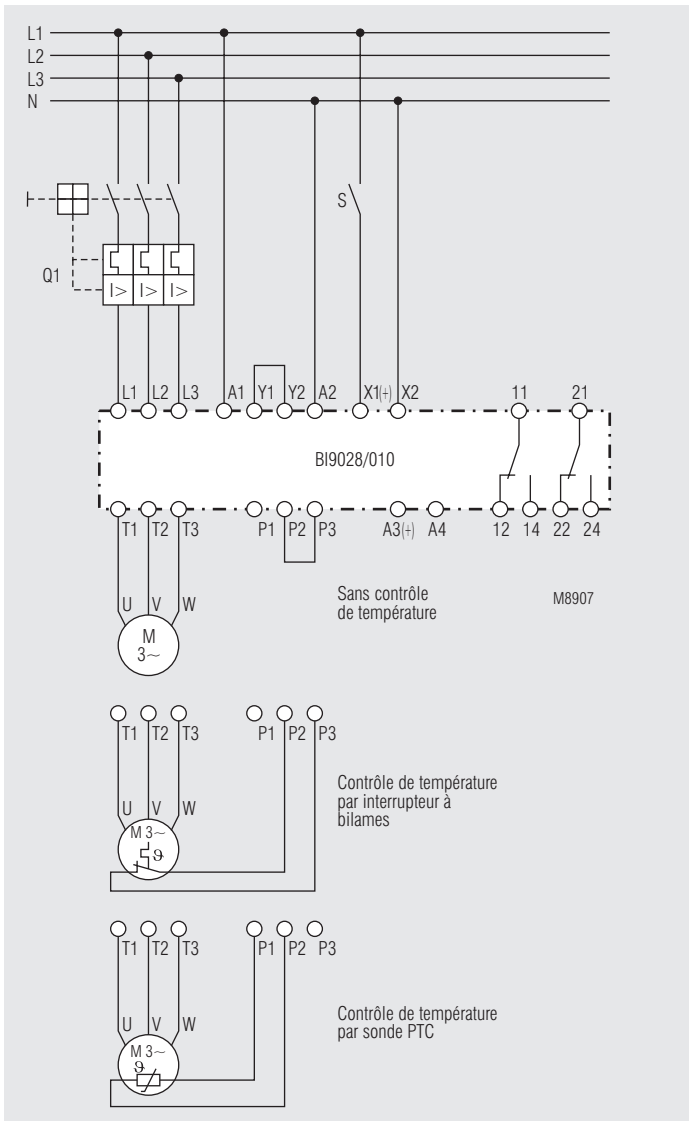 L1
L2
L3
N
S
Q1
I> I> I>
L1 L2 L3 A1 Y1 Y2 A2 X1(+) X2 11 21
BI9028/010
T1 T2 T3 P1 P2 P3 A3(+) A4 12 14 22 24
Sans contrôle
de température
M8907
U V W
M
3~
T1 T2 T3 P1 P2 P3
Contrôle de température
par interrupteur à
bilames
U V W
M 3~
ϑ
T1 T2 T3 P1 P2 P3
Contrôle de température
par sonde PTC
U V W
M 3~
ϑ